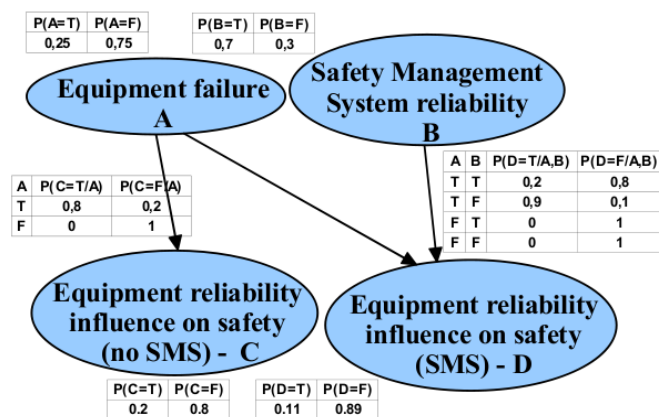 P(A=T) P(A=F)
0,25 0,75
P(B=T) P(B=F)
0,7 0,3
Equipment failure
A
Safety Management
System reliability
B
A P(C=T/A) P(C=F/A)
T 0,8 0,2
F 0 1
A B P(D=T/A,B) P(D=F/A,B)
T T 0,2 0,8
T F 0,9 0,1
F T 0 1
F F 0 1
Equipment reliability
influence on safety
(no SMS) - C
Equipment reliability
influence on safety
(SMS) - D
P(C=T) P(C=F)
0.2 0.8
P(D=T) P(D=F)
0.11 0.89